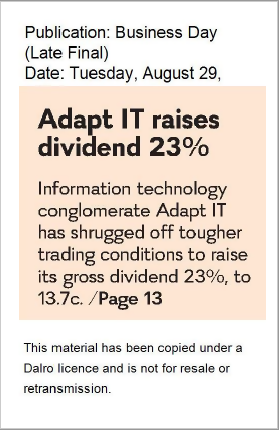 Publication: Business Day
(Late Final)
Date: Tuesday, August 29,
Adapt IT raises
dividend 23%
Information technology
conglomerate Adapt IT
has shrugged off tougher
trading conditions to raise
its gross dividend 23%, to
13.7c. /Page 13
This material has been copied under a
Dalro licence and is not for resale or
retransmission.